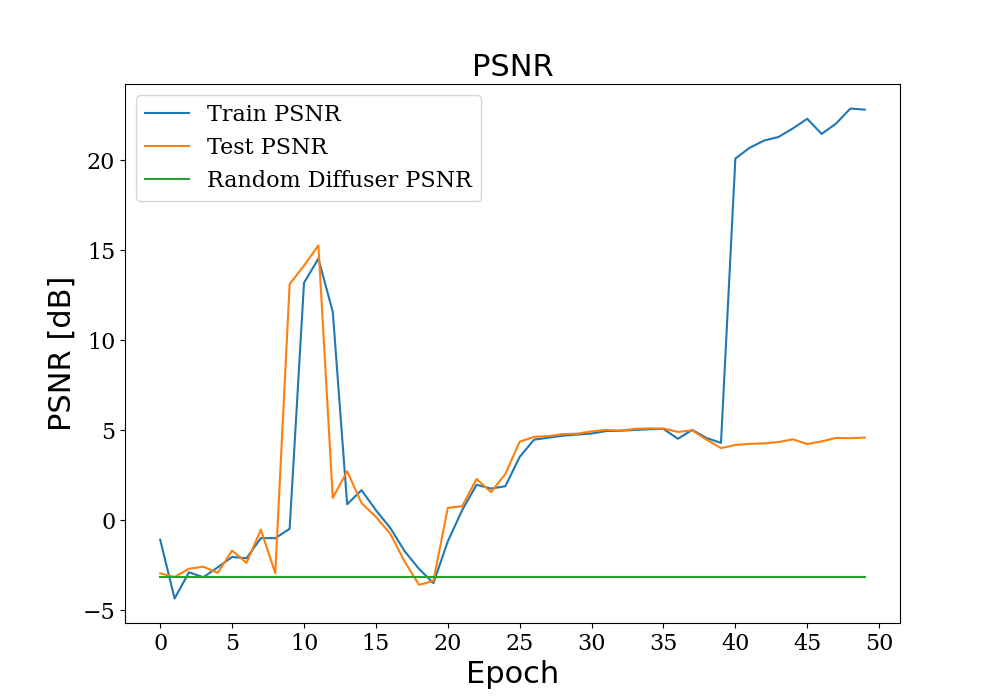 PSNR
Train PSNR
Test PSNR
Random Diffuser PSNR
PSNR [dB]
20
15
10
5
0
−5
0 5 10 15 20 25 30 35 40 45 50
Epoch